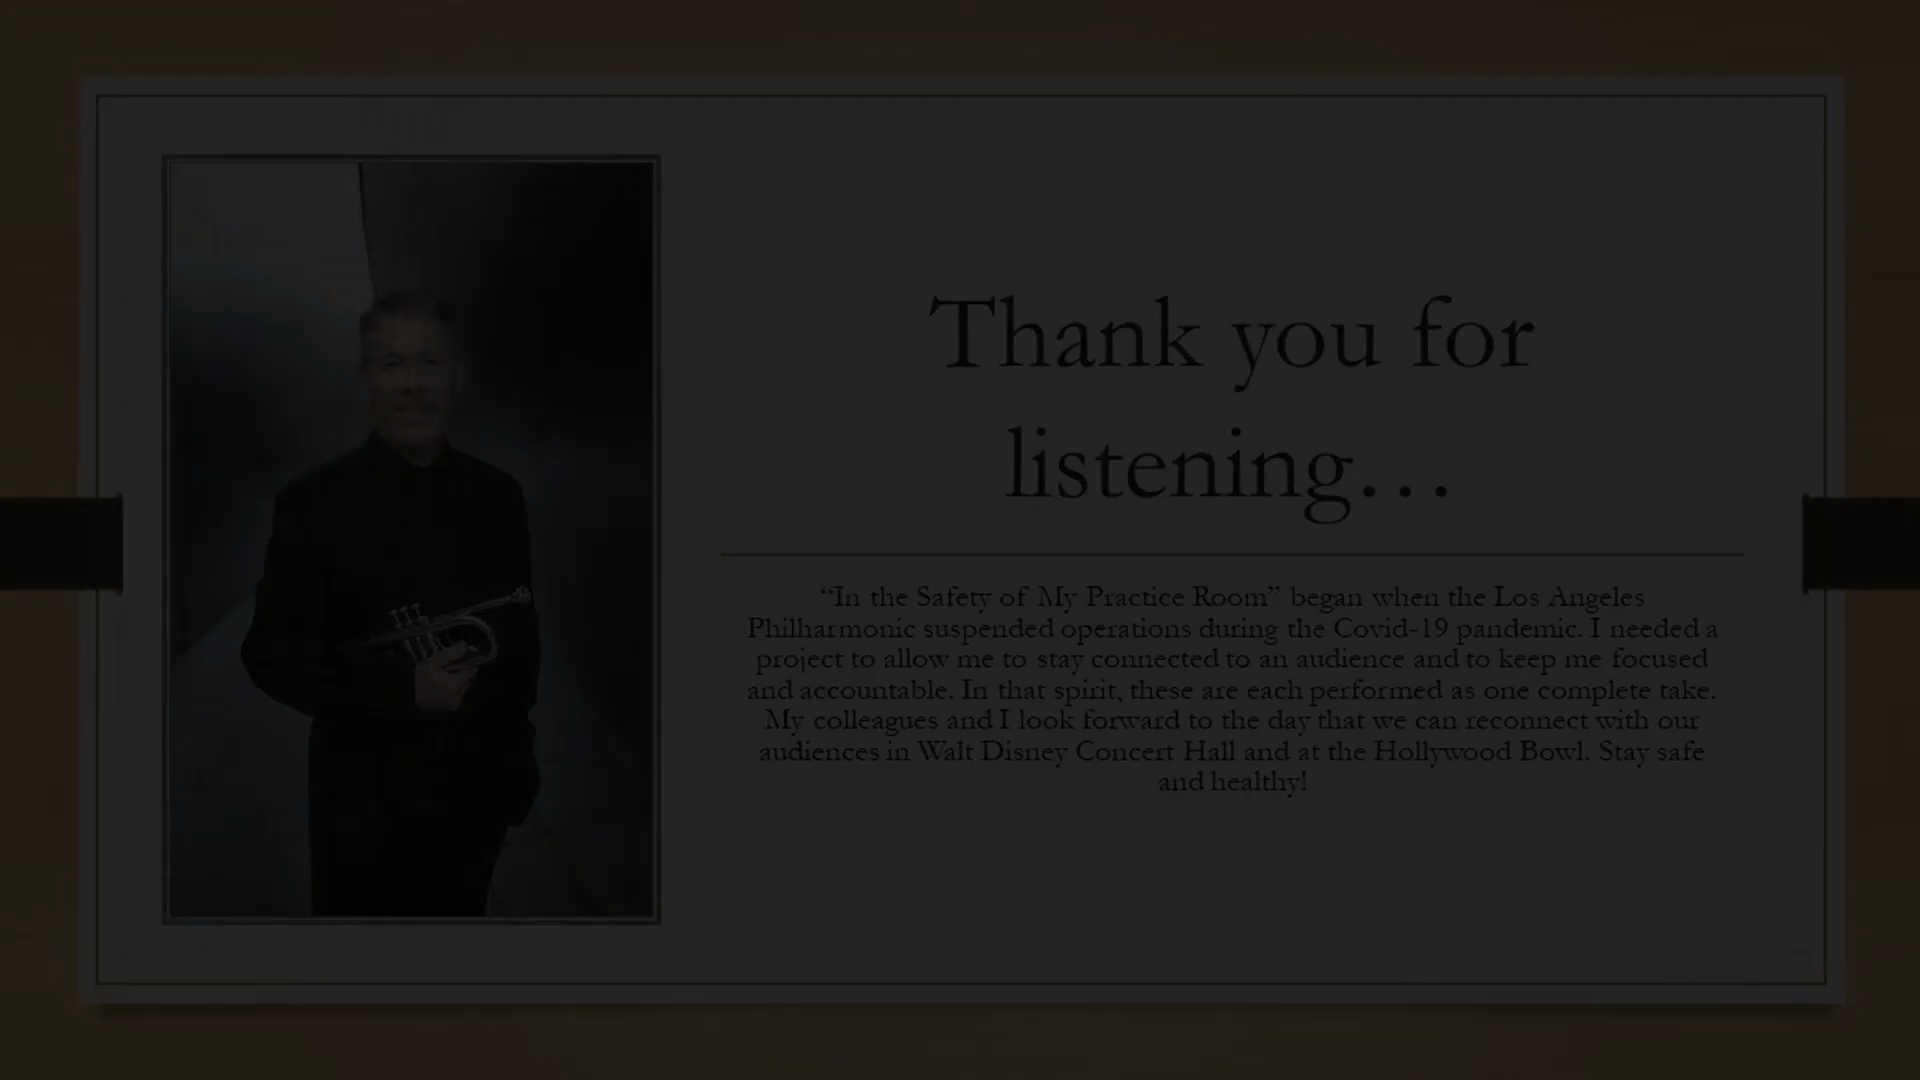 Thank you for
listening…
“In the Safety of My Practice Room” began when the Los Angeles
Philharmonic suspended operations during the Covid-19 pandemic. I needed a
project to allow me to stay connected to an audience and to keep me focused
and accountable. In that spirit, these are each performed as one complete take.
My colleagues and I look forward to the day that we can reconnect with our
audiences in Walt Disney Concert Hall and at the Hollywood Bowl. Stay safe
and healthy!